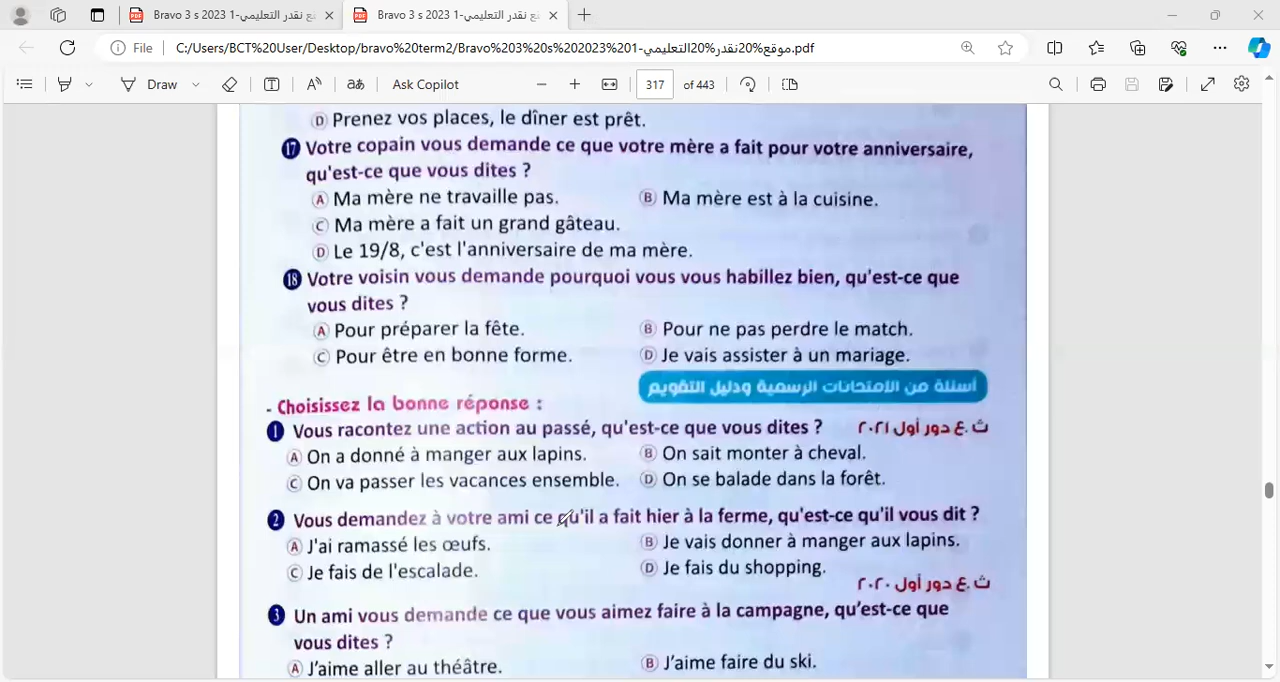 Bravo 3 s 2023 1-ع نقدر التعليمي
Bravo 3 s 2023 1-ع نقدر التعليمي
File
C:/Users/BCT%20User/Desktop/bravo%20term2/Bravo%203%20s%202023%201-موقع%20نقدر%20التعليمي.pdf
Draw
aあ
Ask Copilot
317
of 443
D Prenez vos places, le dîner est prêt.
17 Votre copain vous demande ce que votre mère a fait pour votre anniversaire,
qu'est-ce que vous dites ?
A Ma mère ne travaille pas.
B Ma mère est à la cuisine.
C Ma mère a fait un grand gâteau.
D Le 19/8, c'est l'anniversaire de ma mère.
18 Votre voisin vous demande pourquoi vous vous habillez bien, qu'est-ce que
vous dites ?
A Pour préparer la fête.
B Pour ne pas perdre le match.
C Pour être en bonne forme.
D Je vais assister à un mariage.
أسئلة من الامتحانات الرسمية ودليل التقويم
- Choisissez la bonne réponse :
1 Vous racontez une action au passé, qu'est-ce que vous dites ?
ث.ع دور أول ٢٠٢١
A On a donné à manger aux lapins.
B On sait monter à cheval.
C On va passer les vacances ensemble.
D On se balade dans la forêt.
2 Vous demandez à votre ami ce qu'il a fait hier à la ferme, qu'est-ce qu'il vous dit ?
A J'ai ramassé les œufs.
B Je vais donner à manger aux lapins.
C Je fais de l'escalade.
D Je fais du shopping.
ث.ع دور أول ٢٠٢٠
3 Un ami vous demande ce que vous aimez faire à la campagne, qu'est-ce que
vous dites ?
A J'aime aller au théâtre.
B J'aime faire du ski.